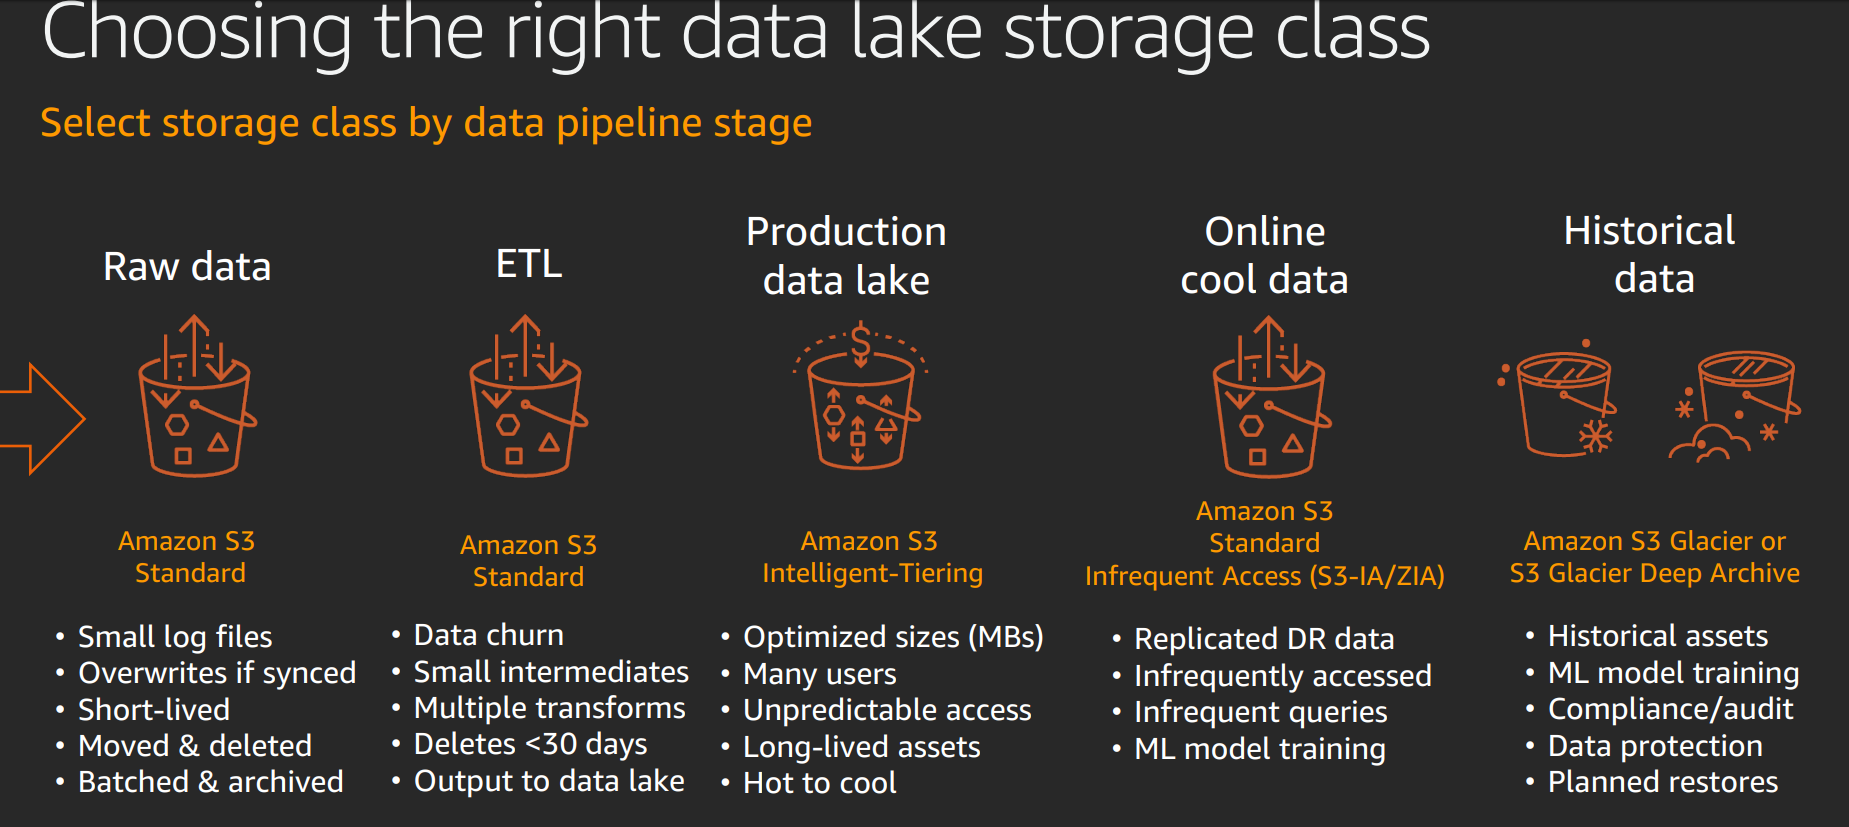 Choosing the right data lake storage class
Select storage class by data pipeline stage
Raw data
Amazon S3
Standard
• Small log files
• Overwrites if synced
• Short-lived
• Moved & deleted
• Batched & archived
ETL
Amazon S3
Standard
• Data churn
• Small intermediates
• Multiple transforms
• Deletes <30 days
• Output to data lake
Production
data lake
$
Amazon S3
Intelligent-Tiering
• Optimized sizes (MBs)
• Many users
• Unpredictable access
• Long-lived assets
• Hot to cool
Online
cool data
Amazon S3
Standard
Infrequent Access (S3-IA/ZIA)
• Replicated DR data
• Infrequently accessed
• Infrequent queries
• ML model training
Historical
data
Amazon S3 Glacier or
S3 Glacier Deep Archive
• Historical assets
• ML model training
• Compliance/audit
• Data protection
• Planned restores